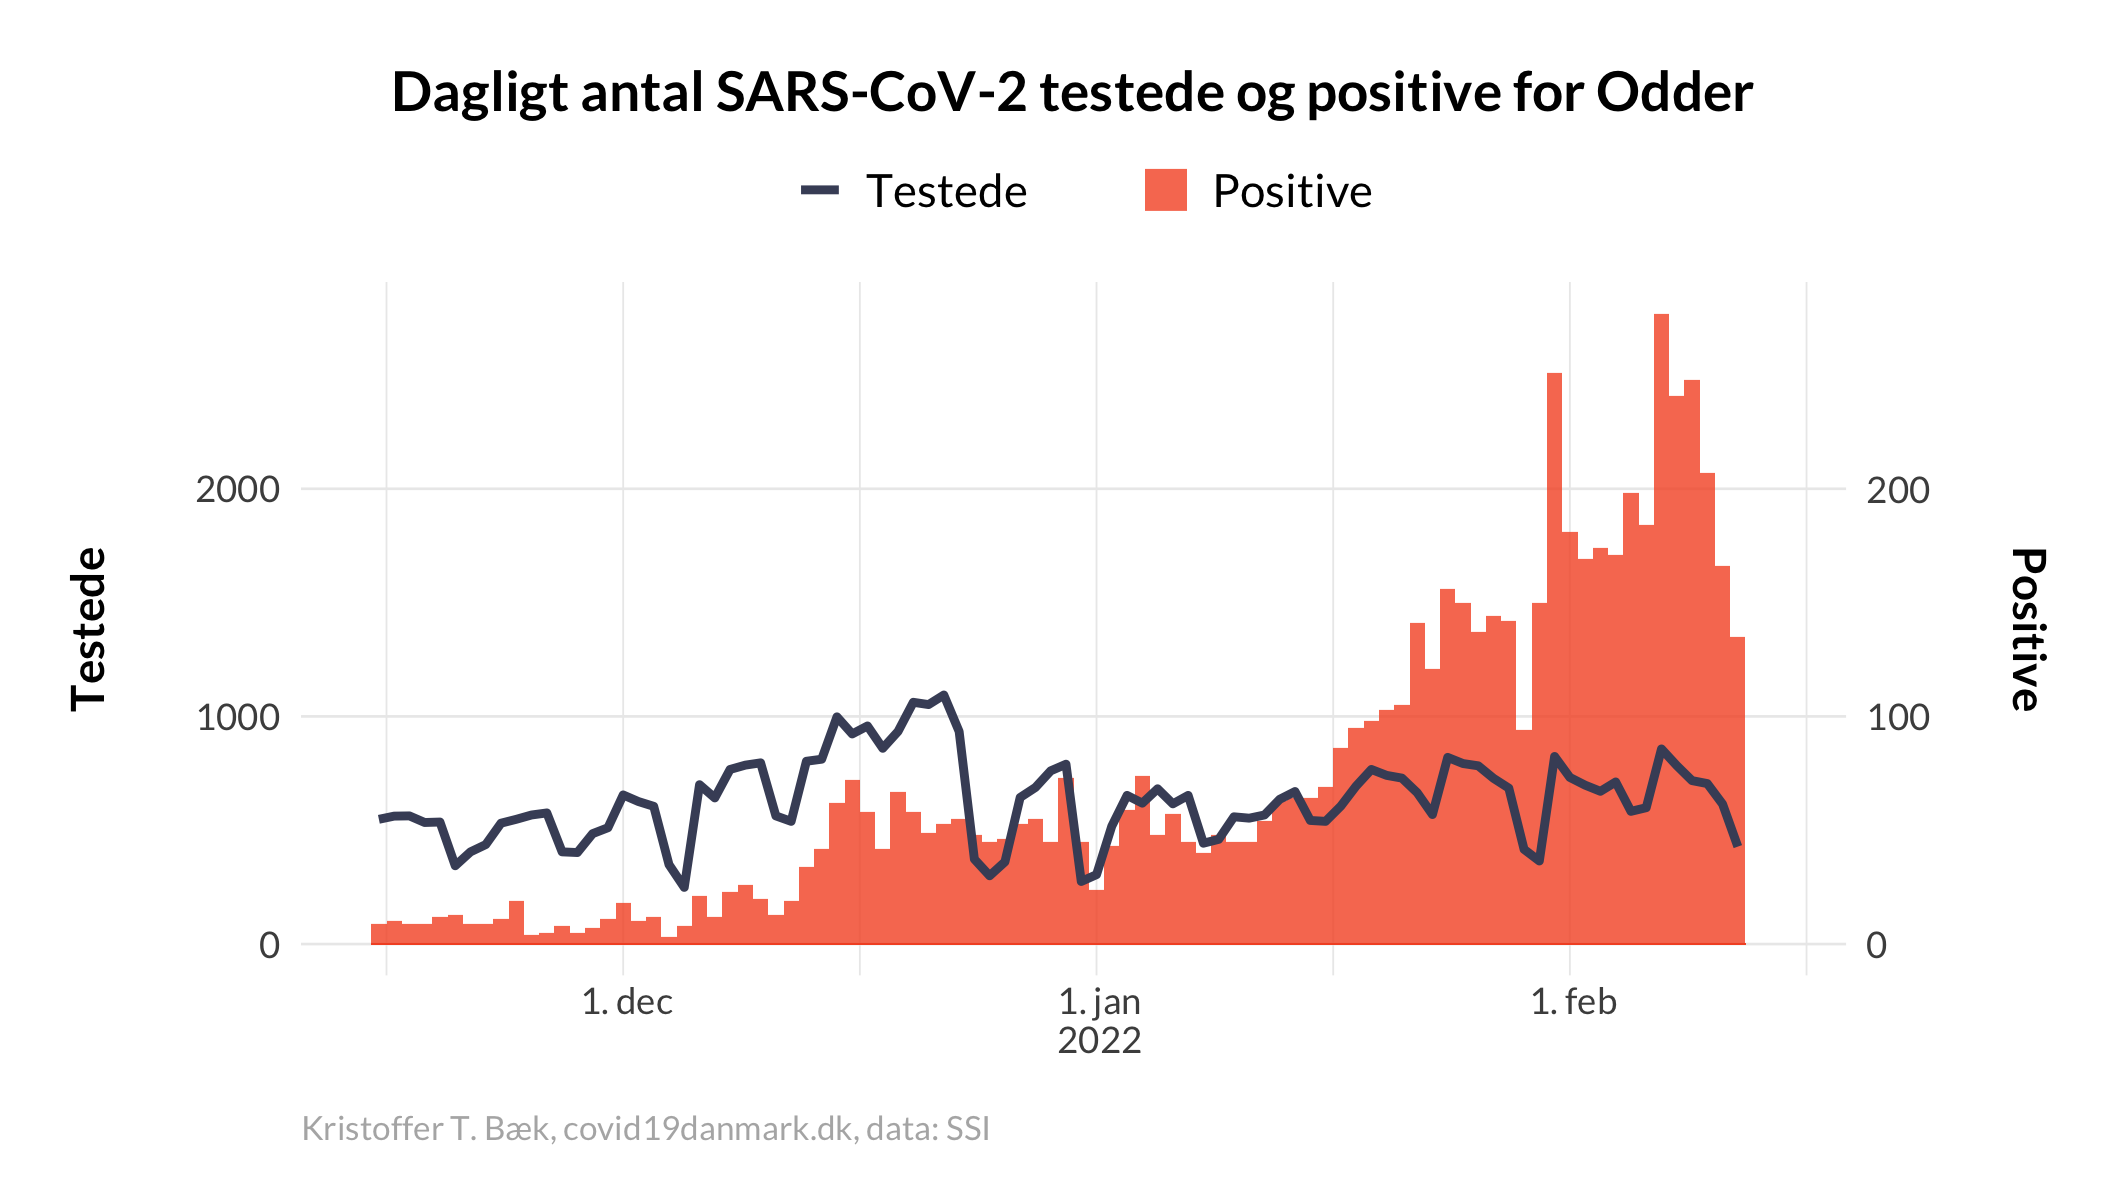 Dagligt antal SARS-CoV-2 testede og positive for Odder
Testede
Positive
2000
1000
0
Testede
200
100
0
Positive
1. dec
1. jan
2022
1. feb
Kristoffer T. Bæk, covid19danmark.dk, data: SSI